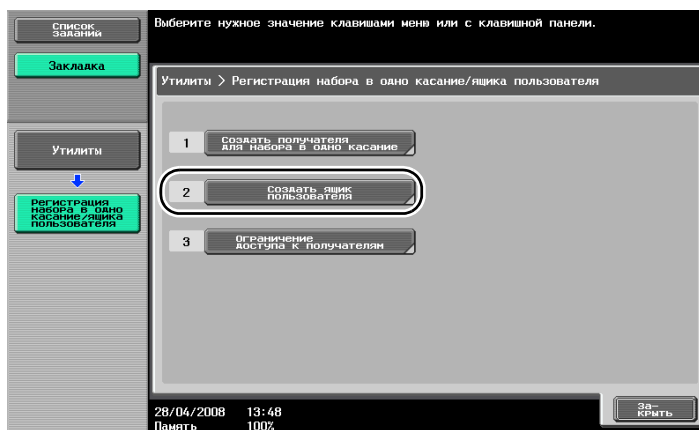 Список
заданий
Закладка
Утилиты
Регистрация
набора в одно
касание/ящика
пользователя
Выберите нужное значение клавишами меню или с клавишной панели.
Утилиты > Регистрация набора в одно касание/ящика пользователя
1
Создать получателя
для набора в одно касание
2
Создать ящик
пользователя
3
Ограничение
доступа к получателям
28/04/2008 13:48
Память 100%
За-
крыть